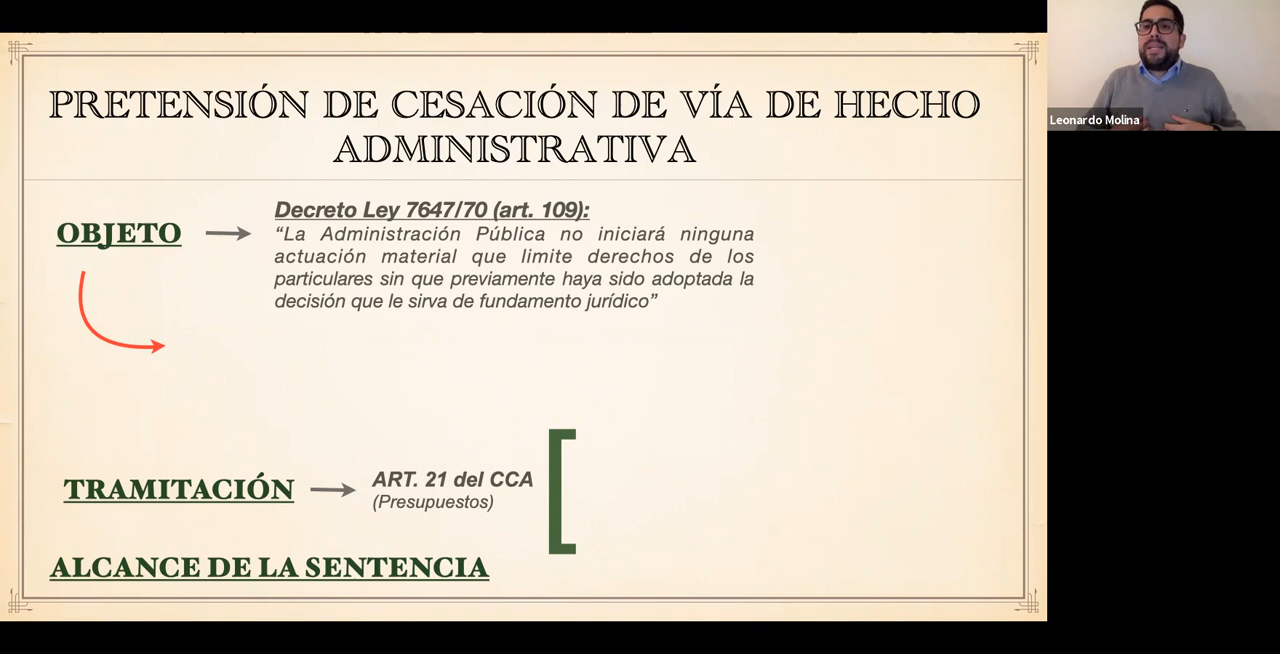 PRETENSIÓN DE CESACIÓN DE VÍA DE HECHO
ADMINISTRATIVA
OBJETO
Decreto Ley 7647/70 (art. 109):
“La Administración Pública no iniciará ninguna
actuación material que limite derechos de los
particulares sin que previamente haya sido adoptada la
decisión que le sirva de fundamento jurídico”
TRAMITACIÓN
ART. 21 del CCA
(Presupuestos)
ALCANCE DE LA SENTENCIA
Leonardo Molina